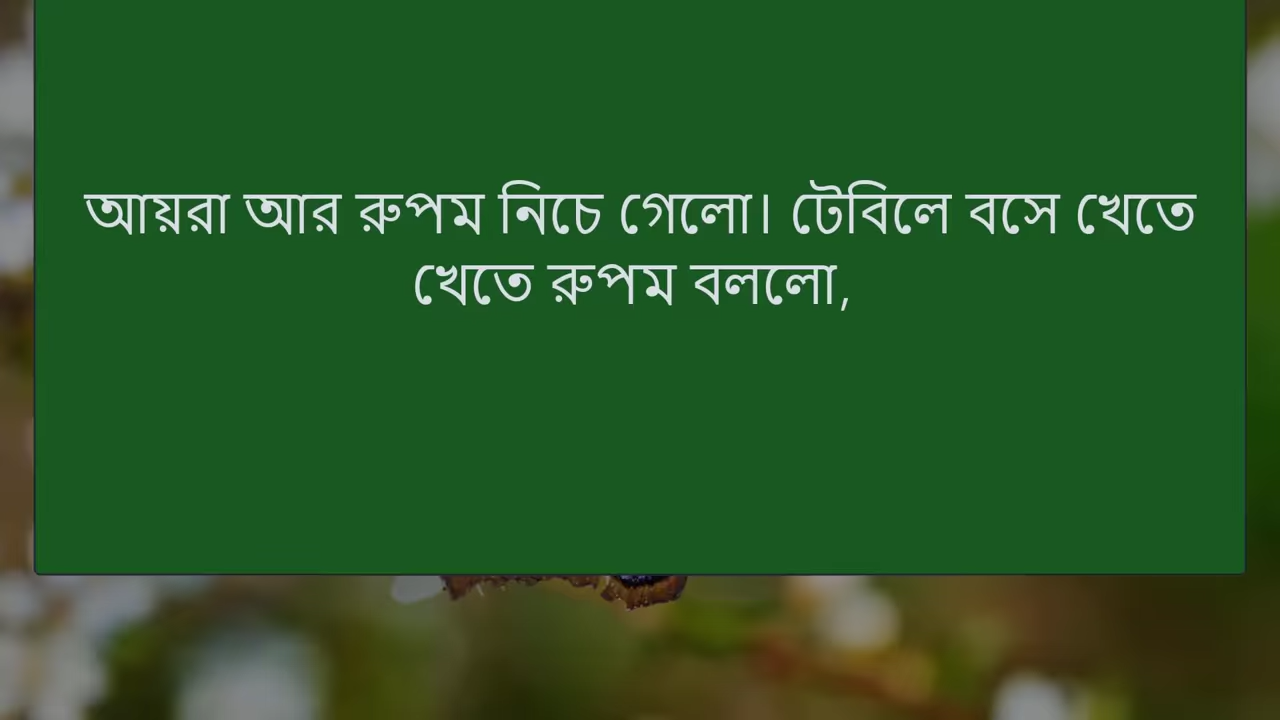 আয়রা আর রুপম নিচে গেলো। টেবিলে বসে খেতে
খেতে রুপম বললো,